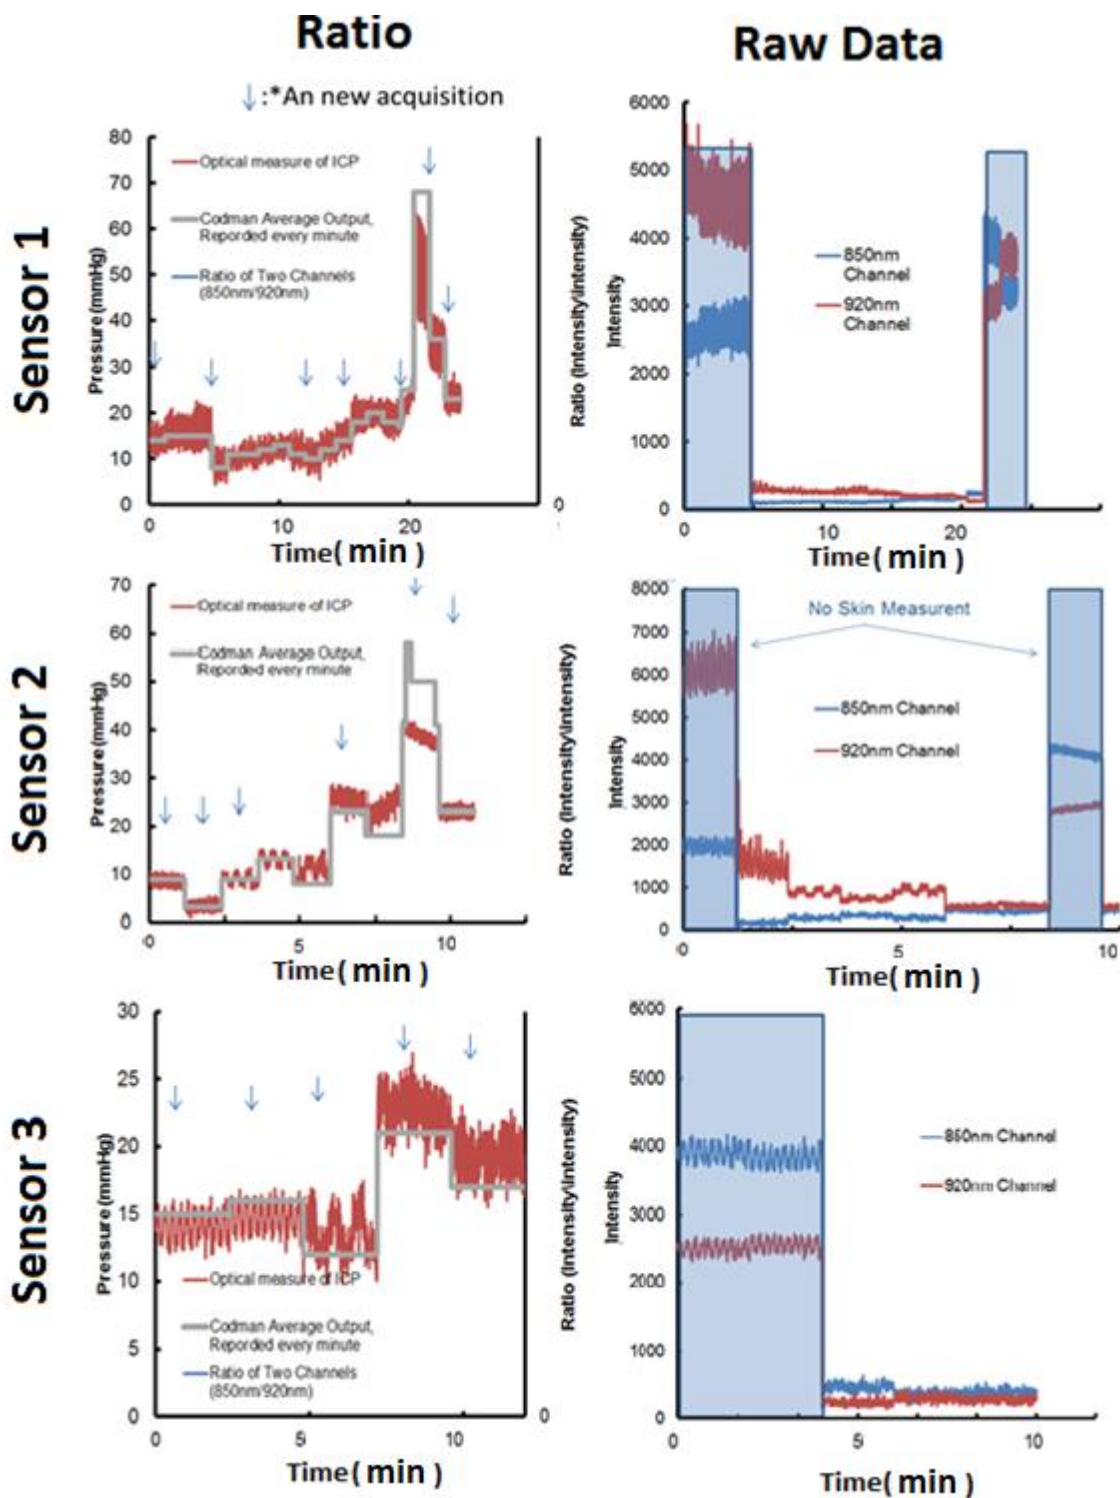 Ratio
Raw Data
↓:*An new acquisition
Sensor 1
Pressure (mmHg)
80
70
60
50
40
30
20
10
0
Optical measure of ICP
Codman Average Output,
Reporded every minute
Ratio of Two Channels
(850nm/920nm)
0
10
20
Time( min )
Ratio (Intensity\Intensity)
0
Intensity
6000
5000
4000
3000
2000
1000
0
850nm
Channel
920nm
Channel
0
10
20
Time( min )
Sensor 2
Pressure (mmHg)
70
60
50
40
30
20
10
0
Optical measure of ICP
Codman Average Output,
Reporded every minute
0
5
10
Time( min )
Ratio (Intensity\Intensity)
Intensity
8000
7000
6000
5000
4000
3000
2000
1000
0
No Skin Measurent
850nm Channel
920nm Channel
0
5
10
Time( min )
Sensor 3
Pressure (mmHg)
30
25
20
15
10
5
0
Optical measure of ICP
Codman Average Output,
Reporded every minute
Ratio of Two Channels
(850nm/920nm)
0
5
10
Time( min )
Ratio (Intensity\Intensity)
0
Intensity
6000
5000
4000
3000
2000
1000
0
850nm Channel
920nm Channel
0
5
10
Time( min )